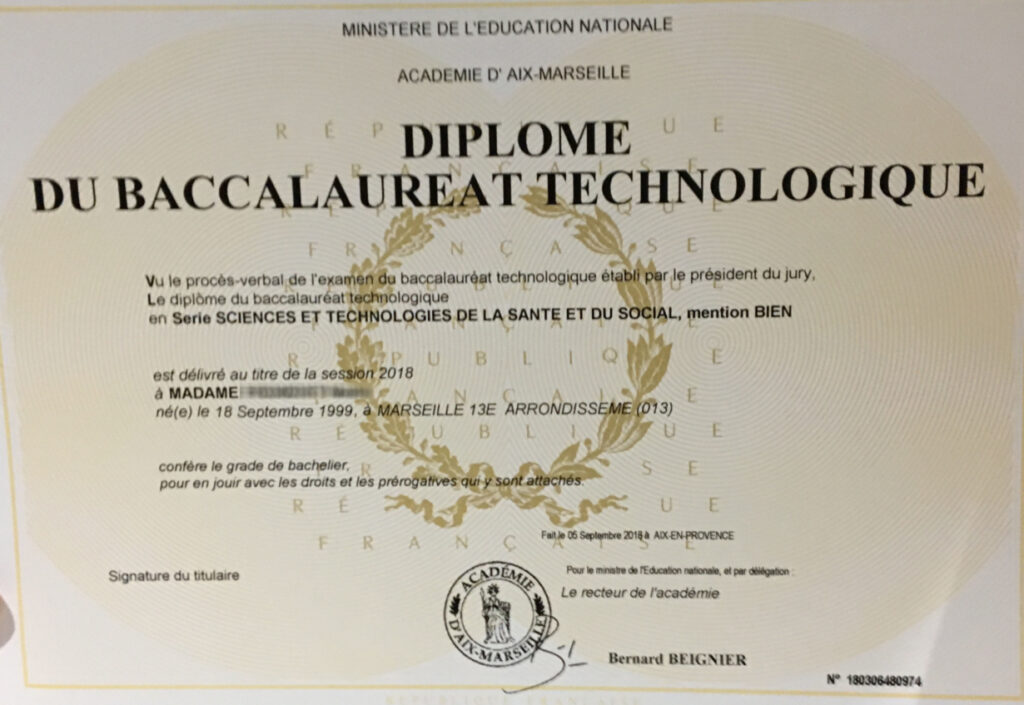 MINISTERE DE L'EDUCATION NATIONALE
ACADEMIE D' AIX-MARSEILLE
DIPLOME
DU BACCALAUREAT TECHNOLOGIQUE
Vu le procès-verbal de l'examen du baccalauréat technologique établi par le président du jury,
Le diplôme du baccalauréat technologique
en Serie SCIENCES ET TECHNOLOGIES DE LA SANTE ET DU SOCIAL, mention BIEN
est délivré au titre de la session 2018
à MADAME
né(e) le 18 Septembre 1999, à MARSEILLE 13E ARRONDISSEME (013)
confère le grade de bachelier,
pour en jouir avec les droits et les prérogatives qui y sont attachés.
Fait le 05 Septembre 2018 à AIX-EN-PROVENCE
Signature du titulaire
Pour le ministre de l'Education nationale, et par délégation :
Le recteur de l'académie
ACADÉMIE
D'AIX-MARSEILLE
Bernard BEIGNIER
N° 180306480974
RÉPUBLIQUE FRANÇAISE